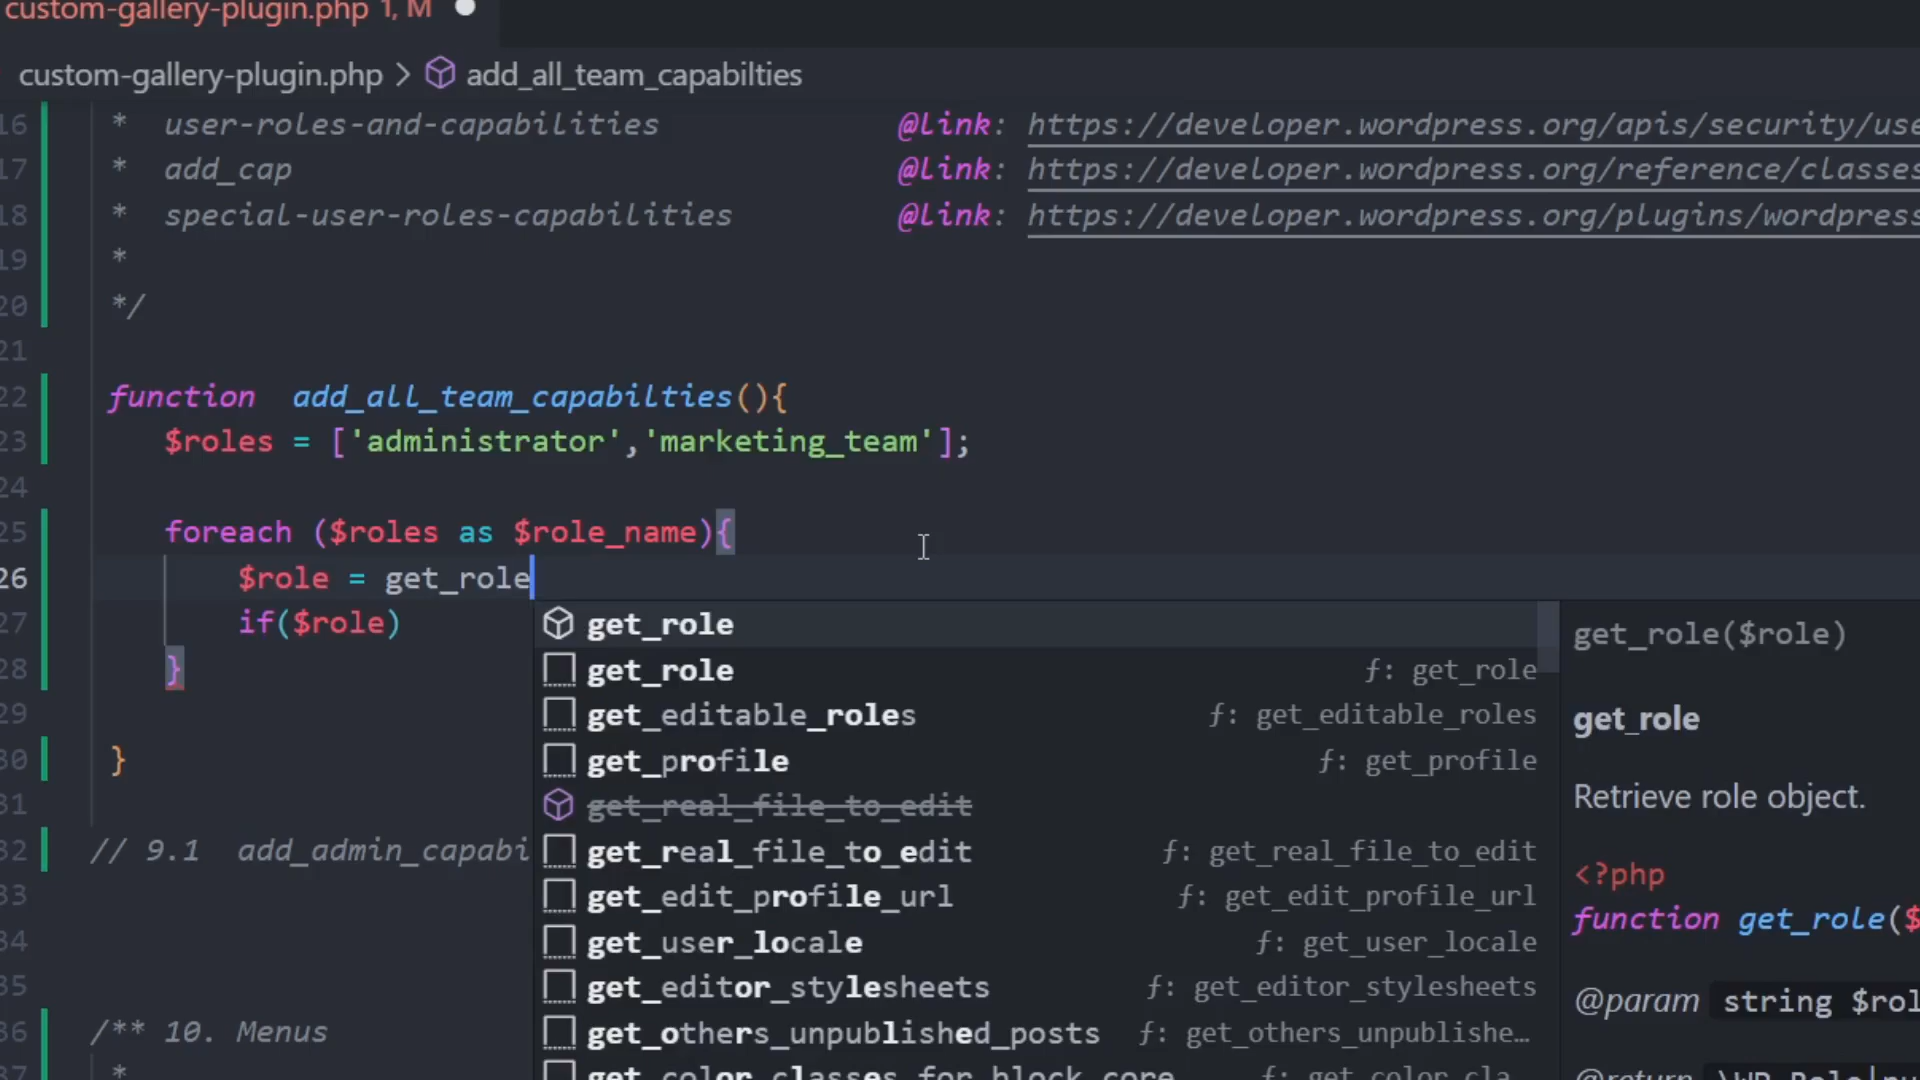 custom-gallery-plugin.php 1, M
custom-gallery-plugin.php > add_all_team_capabilties
16 * user-roles-and-capabilities @link: https://developer.wordpress.org/apis/security/use
17 * add_cap @link: https://developer.wordpress.org/reference/classes
18 * special-user-roles-capabilities @link: https://developer.wordpress.org/plugins/wordpress
19 *
20 */
21
22 function add_all_team_capabilties(){
23 $roles = ['administrator','marketing_team'];
24
25 foreach ($roles as $role_name){
26 $role = get_role
27 if($role)
28 }
29
30 }
31
32 // 9.1 add_admin_capabi
33
34
35
36 /** 10. Menus
37 *
get_role
get_role ƒ: get_role
get_editable_roles ƒ: get_editable_roles
get_profile ƒ: get_profile
get_real_file_to_edit
get_real_file_to_edit ƒ: get_real_file_to_edit
get_edit_profile_url ƒ: get_edit_profile_url
get_user_locale ƒ: get_user_locale
get_editor_stylesheets ƒ: get_editor_stylesheets
get_others_unpublished_posts ƒ: get_others_unpublishe…
get_color_classes_for_block_core ƒ: get_color_cla…
get_role($role)
get_role
Retrieve role object.
<?php
function get_role($
@param string $rol
@return \WP_Role|nu